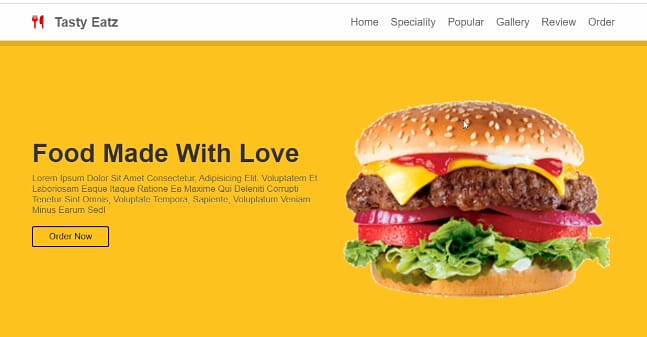 Tasty Eatz
Home Speciality Popular Gallery Review Order
Food Made With Love
Lorem Ipsum Dolor Sit Amet Consectetur, Adipisicing Elit. Voluptatem Et
Laboriosam Eaque Itaque Ratione Ea Maxime Qui Deleniti Corrupti
Tenetur Sint Omnis, Voluptate Tempora, Sapiente, Voluptatum Veniam
Minus Earum Sed!
Order Now